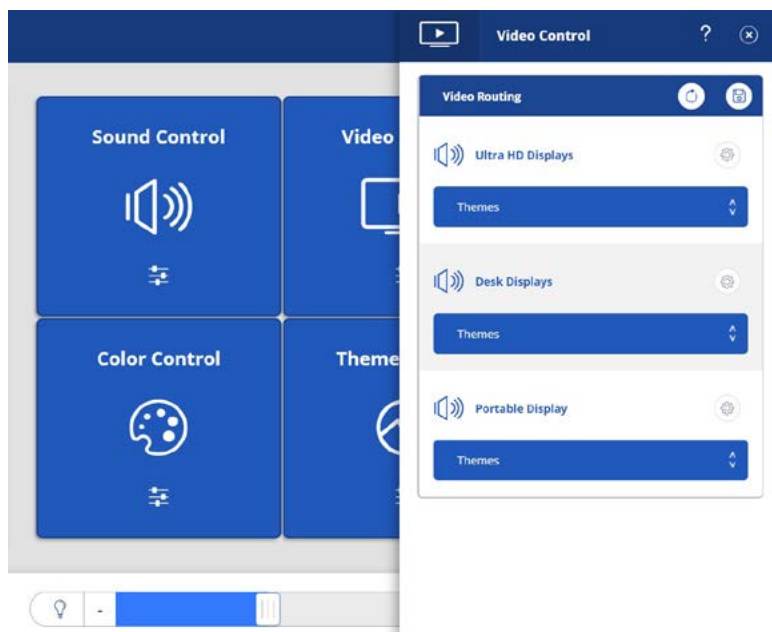 Video Control
?
Video Routing
Ultra HD Displays
Themes
Desk Displays
Themes
Portable Display
Themes
Sound Control
Video
Color Control
Theme
-